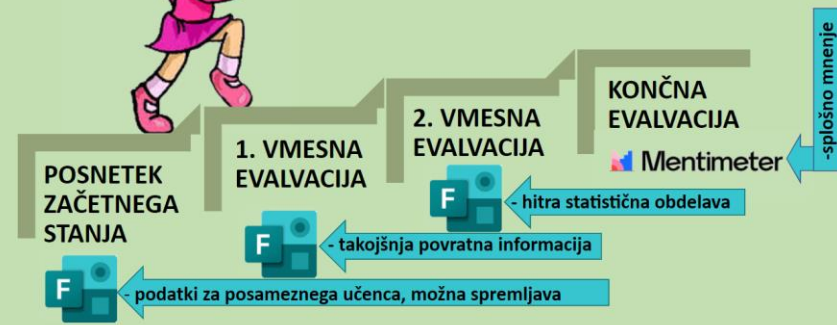 POSNETEK
ZAČETNEGA
STANJA
F
- podatki za posameznega učenca, možna spremljava
1. VMESNA
EVALVACIJA
F
- takojšnja povratna informacija
2. VMESNA
EVALVACIJA
F
- hitra statistična obdelava
KONČNA
EVALVACIJA
Mentimeter
-splošno mnenje